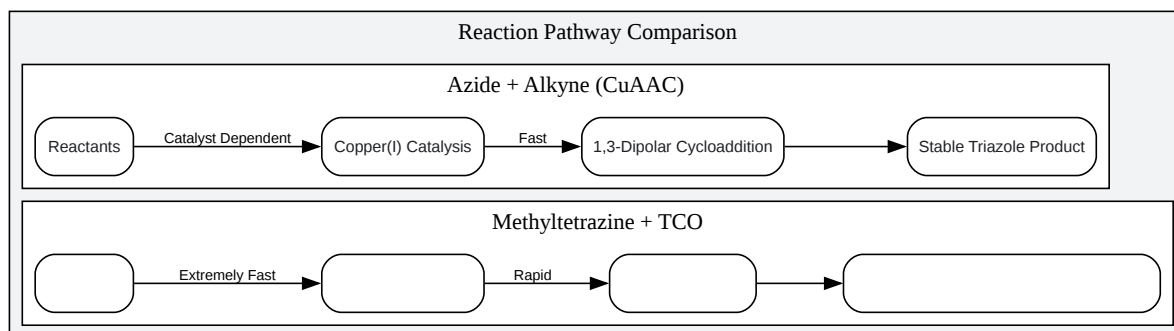 Reaction Pathway Comparison
Azide + Alkyne (CuAAC)
Reactants
Catalyst Dependent
Copper(I) Catalysis
Fast
1,3-Dipolar Cycloaddition
Stable Triazole Product
Methyltetrazine + TCO
Extremely Fast
Rapid